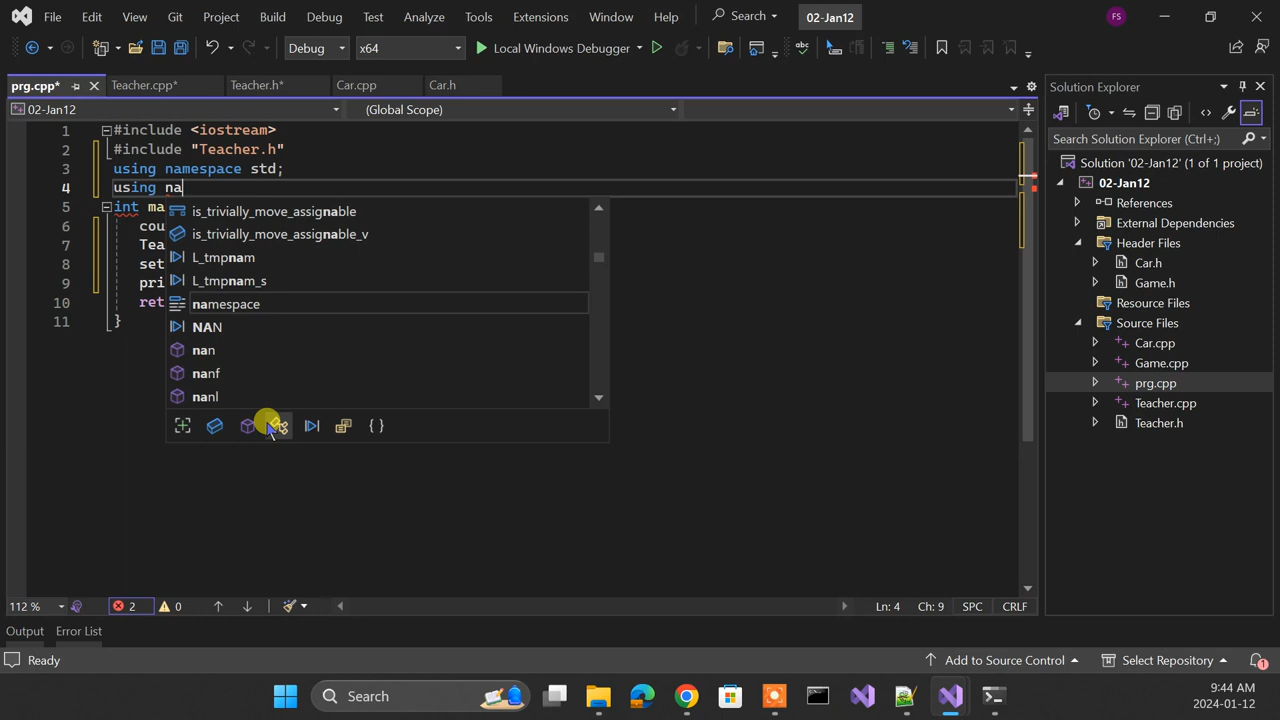 File Edit View Git Project Build Debug Test Analyze Tools Extensions Window Help Search 02-Jan12 FS
Debug x64 Local Windows Debugger
prg.cpp* Teacher.cpp* Teacher.h* Car.cpp Car.h
02-Jan12 (Global Scope)
1 #include <iostream>
2 #include "Teacher.h"
3 using namespace std;
4 using na
5 int ma
6 cou
7 Tea
8 set
9 pri
10 ret
11 }
is_trivially_move_assignable
is_trivially_move_assignable_v
L_tmpnam
L_tmpnam_s
namespace
NAN
nan
nanf
nanl
Solution Explorer
Search Solution Explorer (Ctrl+;)
Solution '02-Jan12' (1 of 1 project)
02-Jan12
References
External Dependencies
Header Files
Car.h
Game.h
Resource Files
Source Files
Car.cpp
Game.cpp
prg.cpp
Teacher.cpp
Teacher.h
112 % 2 0 Ln: 4 Ch: 9 SPC CRLF
Output Error List
Ready Add to Source Control Select Repository 1
Search 9:44 AM
2024-01-12